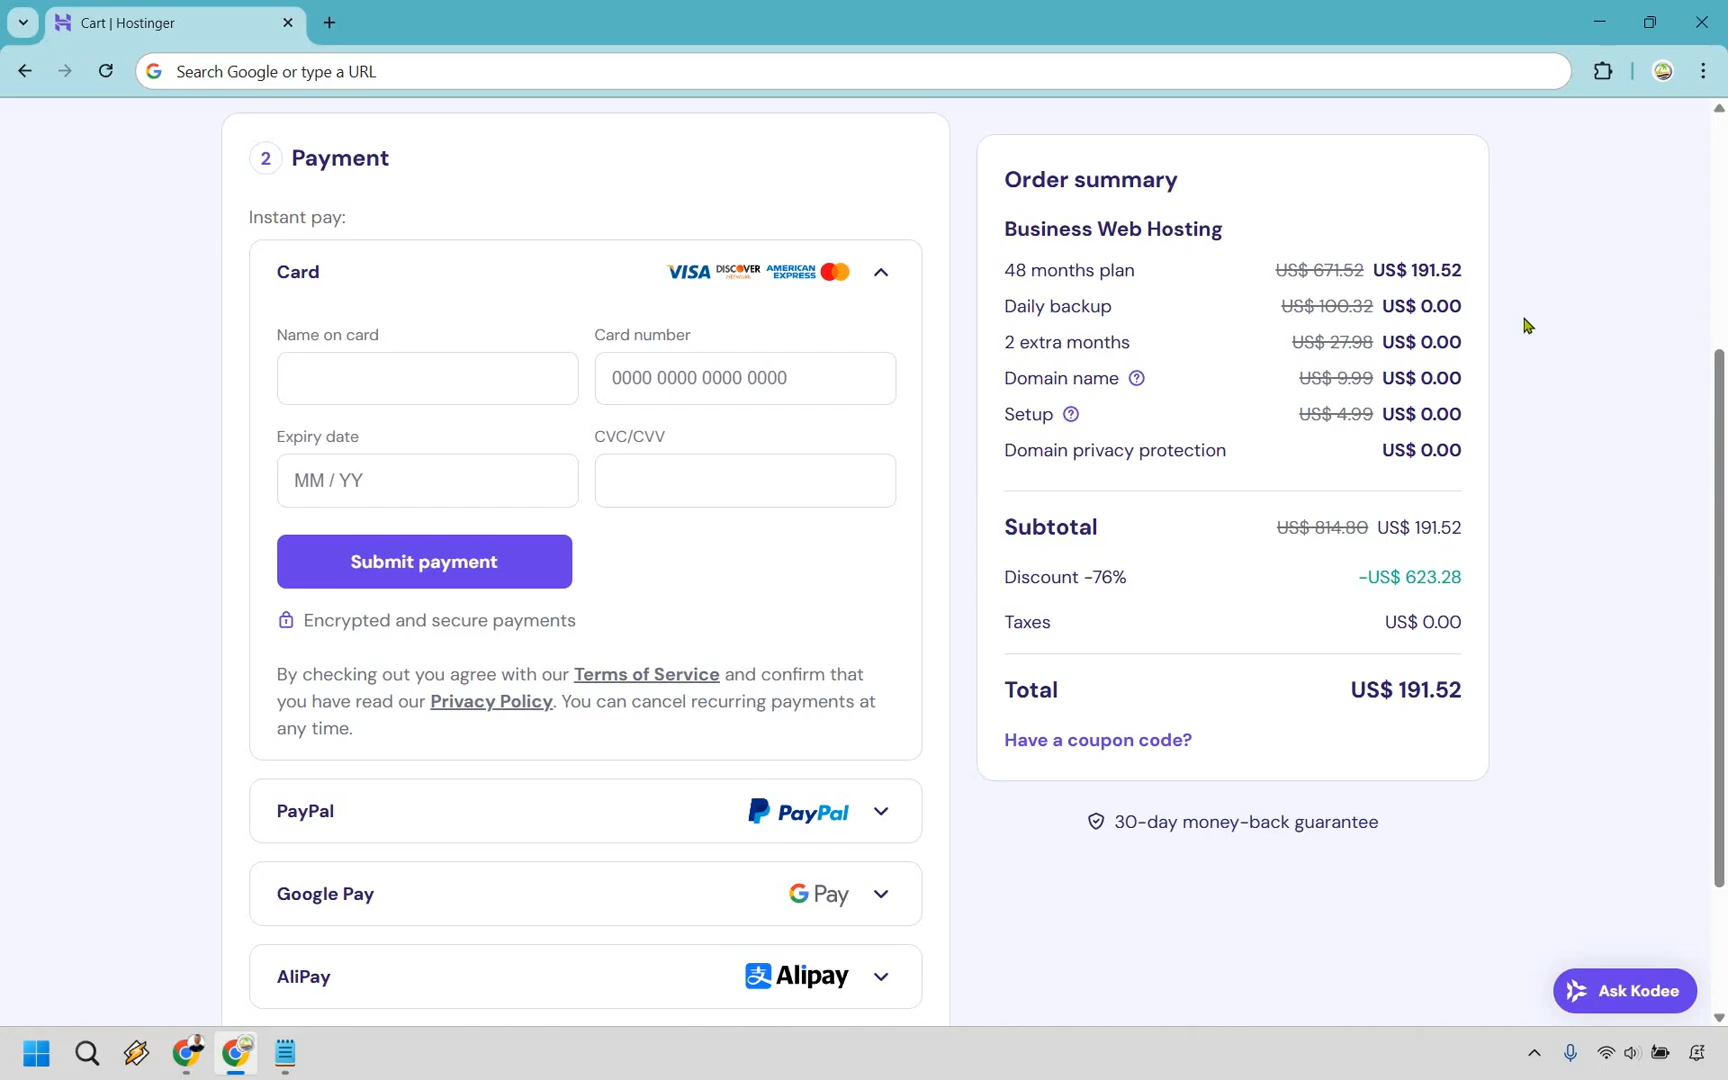 Cart | Hostinger
Search Google or type a URL
2 Payment
Instant pay:
Card VISA DISCOVER NETWORK AMERICAN EXPRESS
Name on card Card number
0000 0000 0000 0000
Expiry date CVC/CVV
MM / YY
Submit payment
Encrypted and secure payments
By checking out you agree with our Terms of Service and confirm that
you have read our Privacy Policy. You can cancel recurring payments at
any time.
PayPal PayPal
Google Pay G Pay
AliPay 支 Alipay
Order summary
Business Web Hosting
48 months plan US$ 671.52 US$ 191.52
Daily backup US$ 100.32 US$ 0.00
2 extra months US$ 27.98 US$ 0.00
Domain name ? US$ 9.99 US$ 0.00
Setup ? US$ 4.99 US$ 0.00
Domain privacy protection US$ 0.00
Subtotal US$ 814.80 US$ 191.52
Discount -76% -US$ 623.28
Taxes US$ 0.00
Total US$ 191.52
Have a coupon code?
30-day money-back guarantee
Ask Kodee